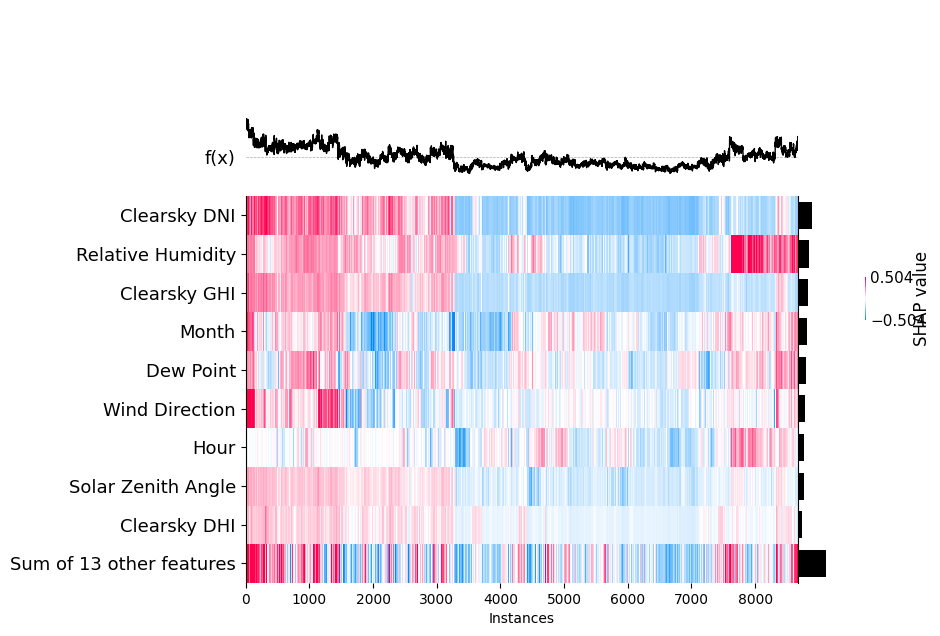 f(x)
Clearsky DNI
Relative Humidity
Clearsky GHI
Month
Dew Point
Wind Direction
Hour
Solar Zenith Angle
Clearsky DHI
Sum of 13 other features
0 1000 2000 3000 4000 5000 6000 7000 8000
Instances
0.504
−0.504
SHAP value